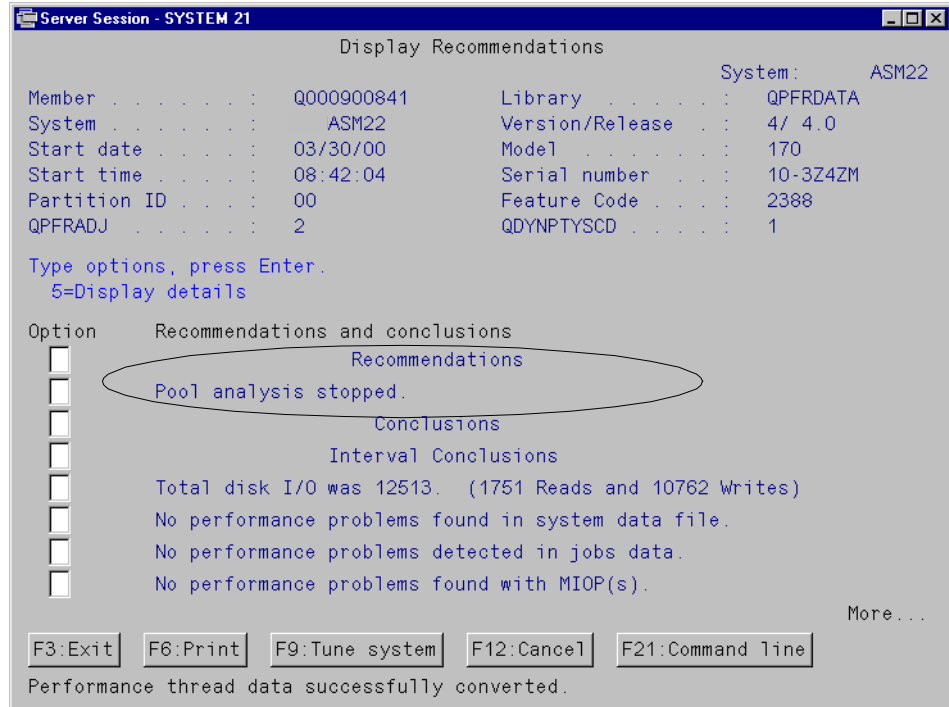 Server Session - SYSTEM 21
Display Recommendations
System: ASM22
Member . . . . . . : Q000900841 Library . . . . . : QPFRDATA
System . . . . . . : ASM22 Version/Release . : 4/ 4.0
Start date . . . . : 03/30/00 Model . . . . . . : 170
Start time . . . . : 08:42:04 Serial number . . : 10-3Z4ZM
Partition ID . . . : 00 Feature Code . . . : 2388
QPFRADJ . . . . . : 2 QDYNPTYSCD . . . . : 1
Type options, press Enter.
5=Display details
Option Recommendations and conclusions
Recommendations
Pool analysis stopped.
Conclusions
Interval Conclusions
Total disk I/O was 12513. (1751 Reads and 10762 Writes)
No performance problems found in system data file.
No performance problems detected in jobs data.
No performance problems found with MIOP(s).
More...
F3:Exit F6:Print F9:Tune system F12:Cancel F21:Command line
Performance thread data successfully converted.